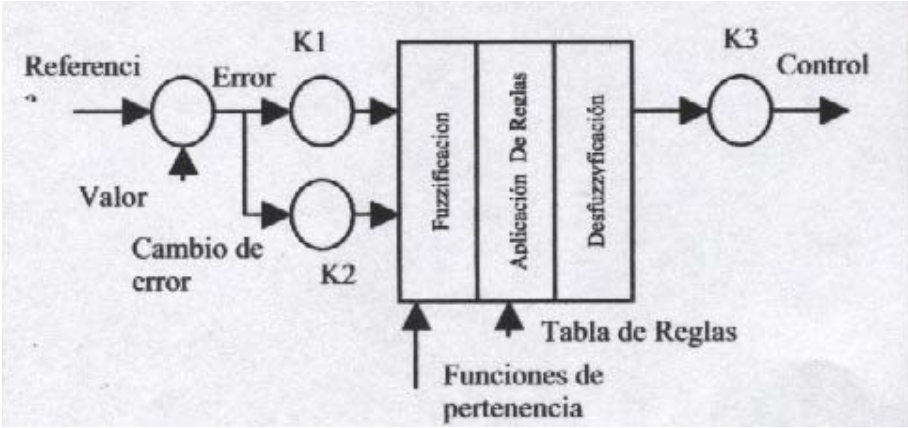 K1
K3
Referenci
a
Error
Control
Fuzzificacion
Aplicación De Reglas
Desfuzzyficación
Valor
Cambio de
error
K2
Tabla de Reglas
Funciones de
pertenencia